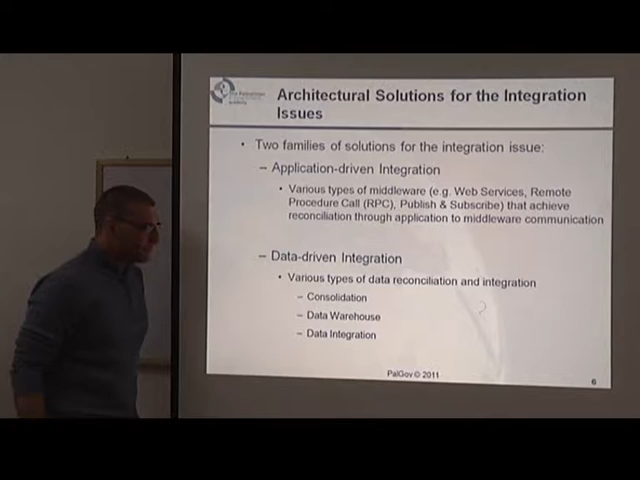 Architectural Solutions for the Integration
Issues
• Two families of solutions for the integration issue:
– Application-driven Integration
• Various types of middleware (e.g. Web Services, Remote
Procedure Call (RPC), Publish & Subscribe) that achieve
reconciliation through application to middleware communication
– Data-driven Integration
• Various types of data reconciliation and integration
– Consolidation
– Data Warehouse
– Data Integration
PalGov © 2011
6